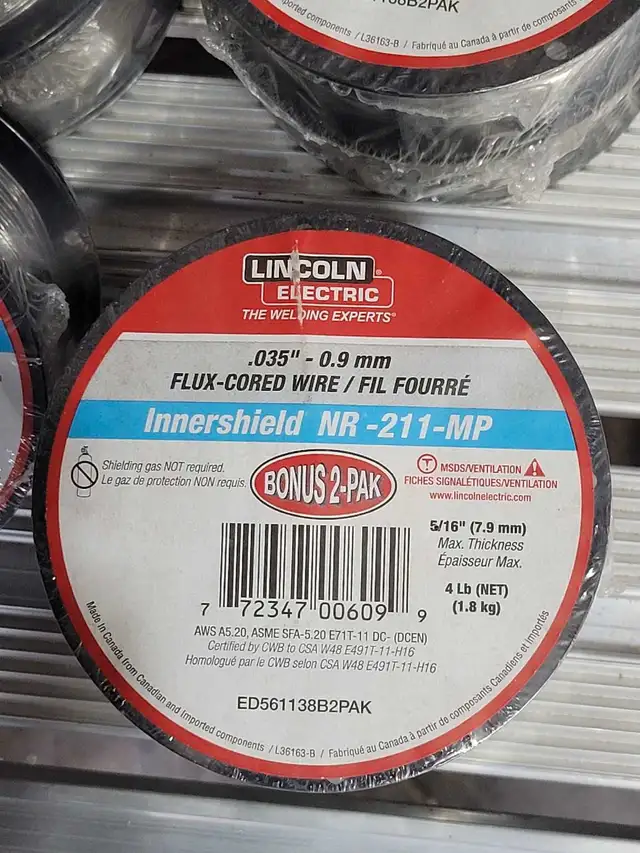 138B2PAK
ported components / L36163-B / Fabriqué au Canada à partir de composants
LINCOLN®
ELECTRIC
THE WELDING EXPERTS®
.035" - 0.9 mm
FLUX-CORED WIRE / FIL FOURRÉ
Innershield NR -211-MP
Shielding gas NOT required.
Le gaz de protection NON requis.
BONUS 2-PAK
MSDS/VENTILATION
FICHES SIGNALÉTIQUES/VENTILATION
www.lincolnelectric.com
5/16" (7.9 mm)
Max. Thickness
Épaisseur Max.
4 Lb (NET)
(1.8 kg)
7 72347 00609 9
AWS A5.20, ASME SFA-5.20 E71T-11 DC- (DCEN)
Certified by CWB to CSA W48 E491T-11-H16
Homologué par le CWB selon CSA W48 E491T-11-H16
ED561138B2PAK
Made in Canada from Canadian and Imported components / L36163-B / Fabriqué au Canada à partir de composants Canadiens et Importés